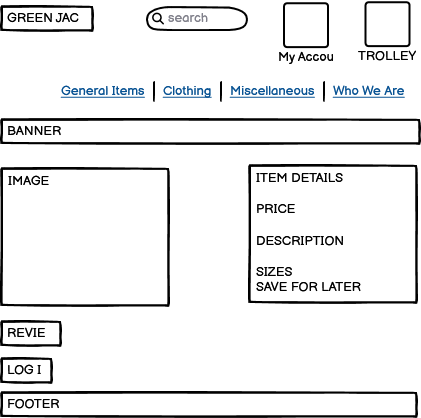 GREEN JAC
search
My Accou
TROLLEY
General Items
Clothing
Miscellaneous
Who We Are
BANNER
IMAGE
ITEM DETAILS
PRICE
DESCRIPTION
SIZES
SAVE FOR LATER
REVIE
LOG I
FOOTER